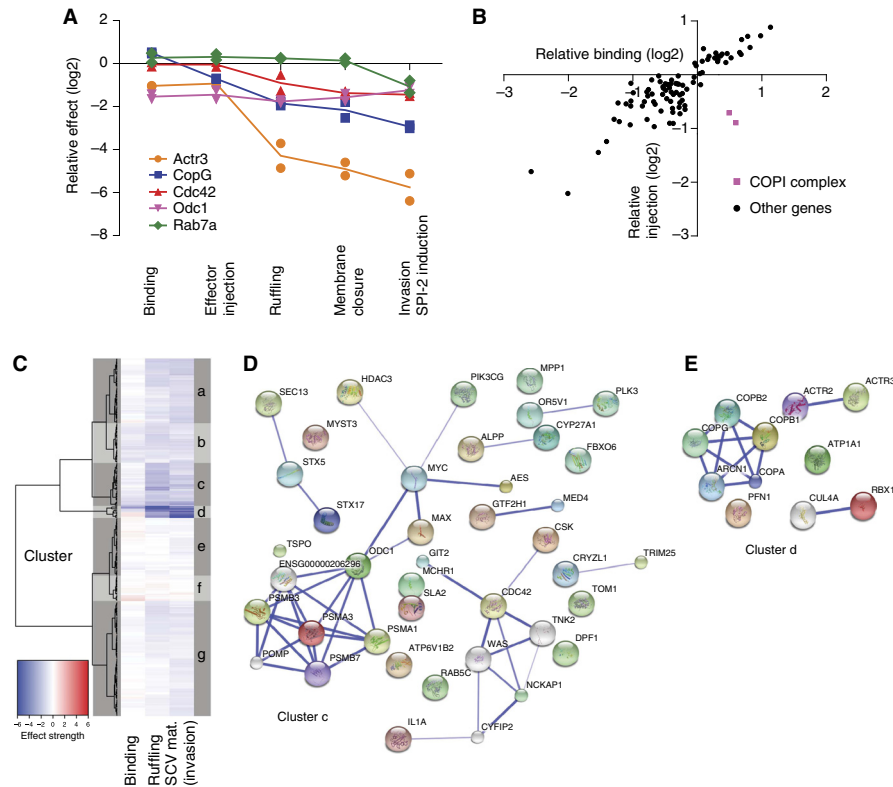 A
2
0
−2
−4
−6
−8
Relative effect (log2)
Actr3
CopG
Cdc42
Odc1
Rab7a
Binding
Effector
injection
Ruffling
Membrane
closure
Invasion
SPI-2 induction
B
1
Relative binding (log2)
−3
−2
−1
1
2
−1
−2
−3
Relative
injection (log2)
COPI complex
Other genes
C
Cluster
a
b
c
d
e
f
g
−6 −4 −2 0 2 4 6
Effect strength
Binding
Ruffling
SCV mat.
(invasion)
D
SEC13
HDAC3
PIK3CG
MPP1
OR5V1
PLK3
MYST3
ALPP
CYP27A1
FBXO6
STX5
MYC
AES
STX17
GTF2H1
MED4
MAX
CSK
TSPO
ODC1
GIT2
CRYZL1
TRIM25
ENSG00000206296
MCHR1
SLA2
CDC42
TOM1
PSMB3
PSMA3
PSMA1
TNK2
DPF1
POMP
PSMB7
ATP6V1B2
WAS
RAB5C
NCKAP1
IL1A
CYFIP2
Cluster c
E
ACTR2
ACTR3
COPB2
COPG
COPB1
ATP1A1
ARCN1
COPA
PFN1
CUL4A
RBX1
Cluster d